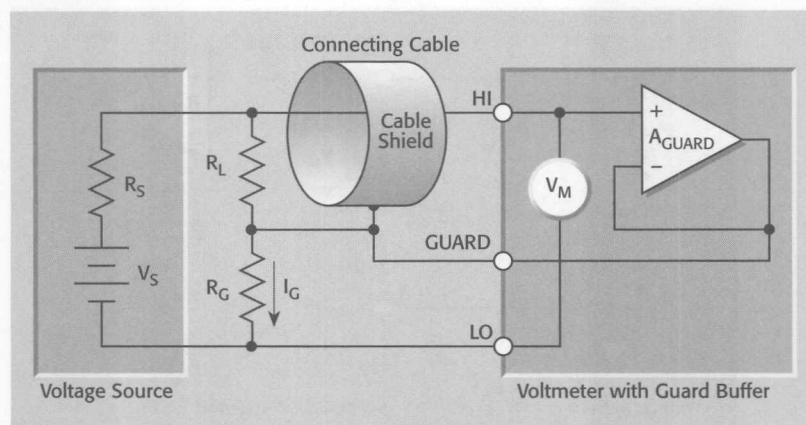 Connecting Cable
HI
Cable
Shield
+
A_GUARD
−
R_S
R_L
V_M
GUARD
V_S
R_G
I_G
LO
Voltage Source
Voltmeter with Guard Buffer